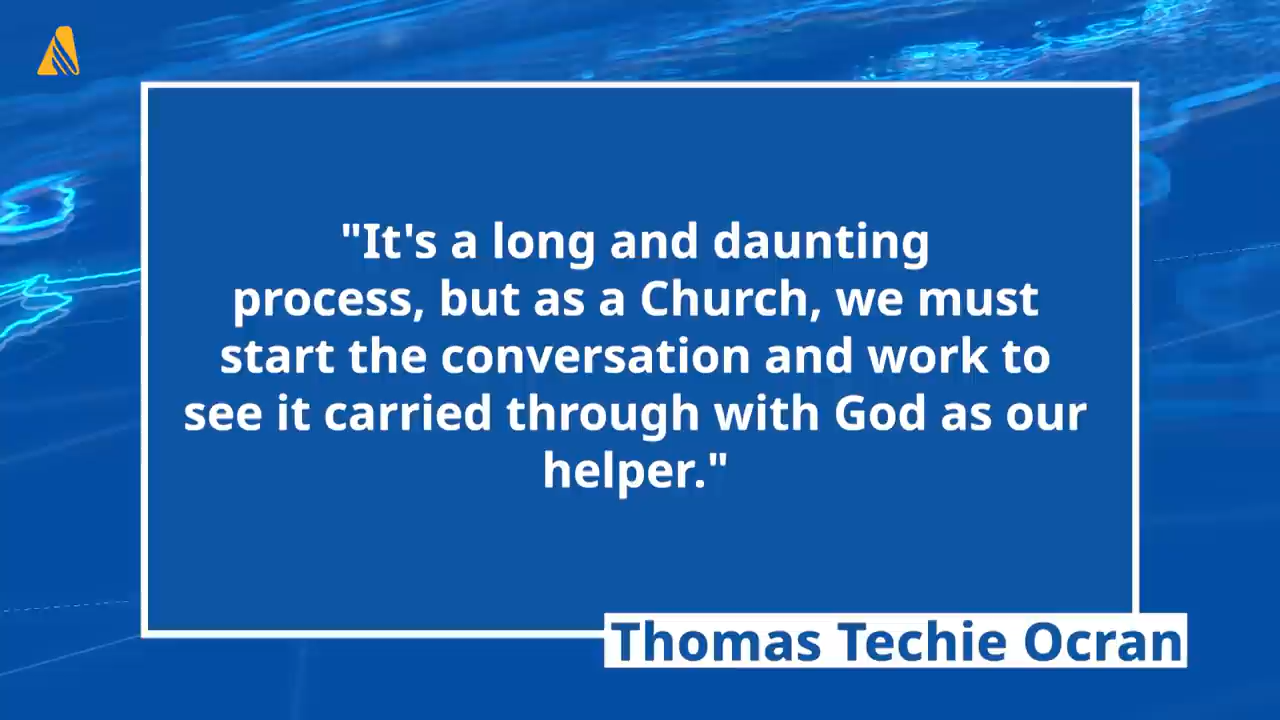 "It's a long and daunting
process, but as a Church, we must
start the conversation and work to
see it carried through with God as our
helper."
Thomas Techie Ocran